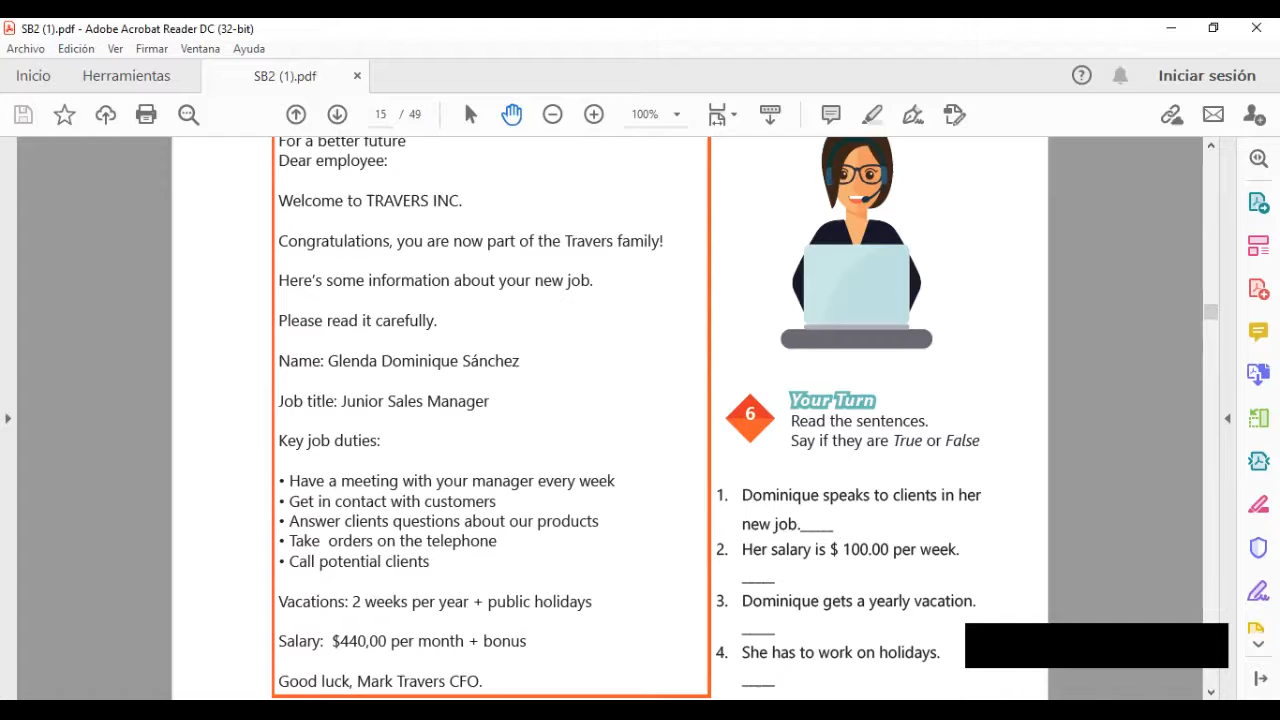 SB2 (1).pdf - Adobe Acrobat Reader DC (32-bit)
Archivo Edición Ver Firmar Ventana Ayuda
Inicio Herramientas SB2 (1).pdf × Iniciar sesión
15 / 49 100%
For a better future
Dear employee:
Welcome to TRAVERS INC.
Congratulations, you are now part of the Travers family!
Here's some information about your new job.
Please read it carefully.
Name: Glenda Dominique Sánchez
Job title: Junior Sales Manager
Key job duties:
• Have a meeting with your manager every week
• Get in contact with customers
• Answer clients questions about our products
• Take orders on the telephone
• Call potential clients
Vacations: 2 weeks per year + public holidays
Salary: $440,00 per month + bonus
Good luck, Mark Travers CFO.
6 Your Turn
Read the sentences.
Say if they are True or False
1. Dominique speaks to clients in her
new job.____
2. Her salary is $ 100.00 per week.
____
3. Dominique gets a yearly vacation.
____
4. She has to work on holidays.
____